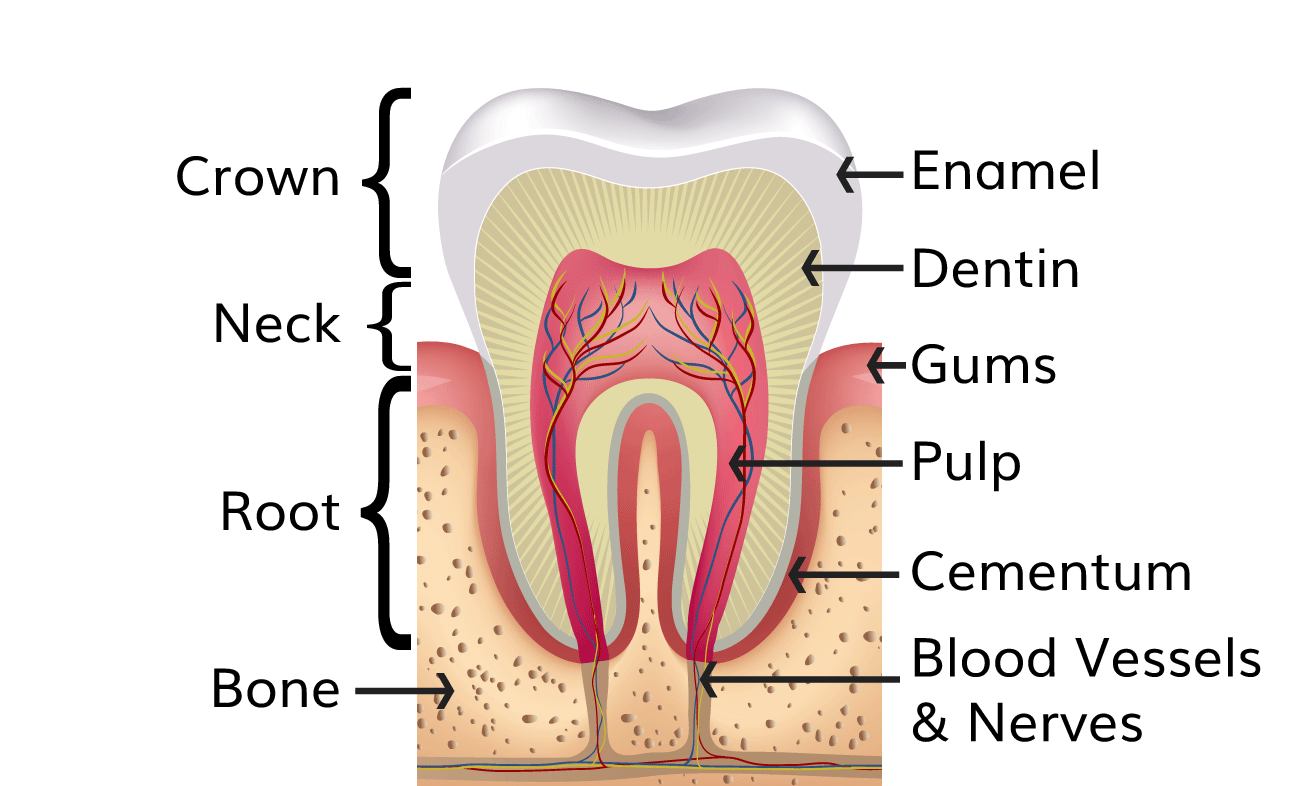 Crown
Neck
Root
Bone
Enamel
Dentin
Gums
Pulp
Cementum
Blood Vessels
& Nerves